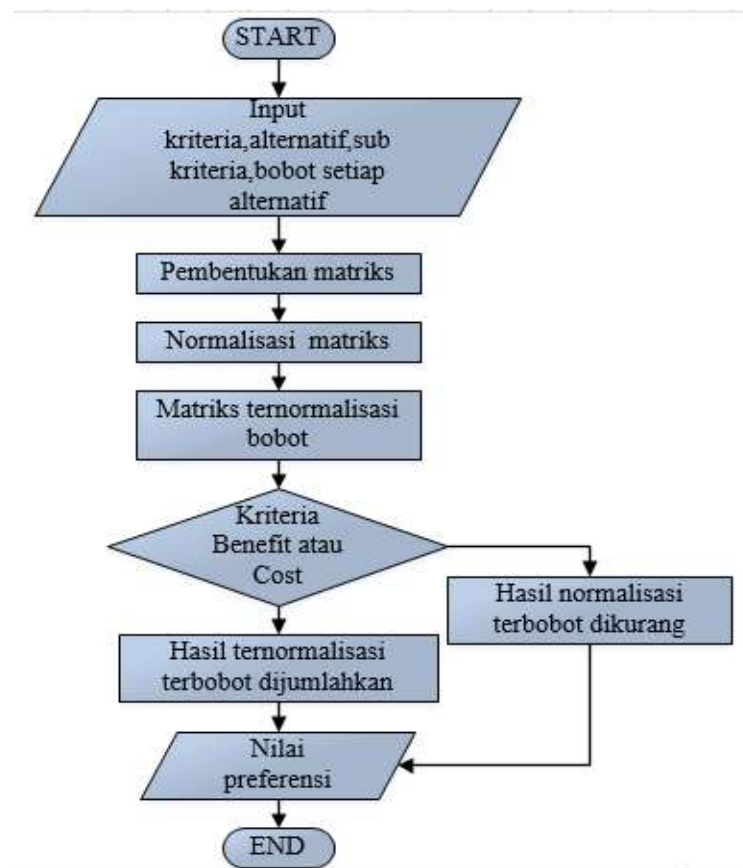 START
Input
kriteria,alternatif,sub
kriteria,bobot setiap
alternatif
Pembentukan matriks
Normalisasi matriks
Matriks ternormalisasi
bobot
Kriteria
Benefit atau
Cost
Hasil normalisasi
terbobot dikurang
Hasil ternormalisasi
terbobot dijumlahkan
Nilai
preferensi
END